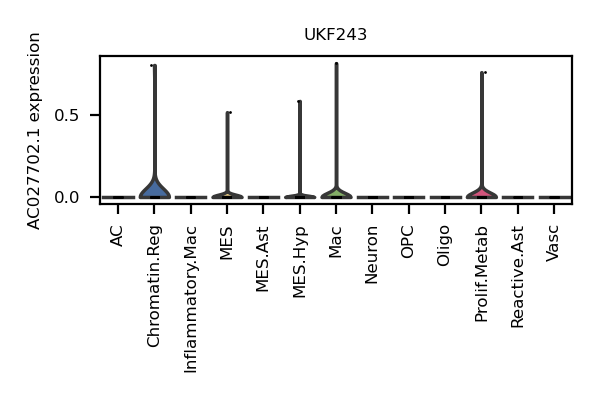 UKF243
AC027702.1 expression
0.5
0.0
AC
Chromatin.Reg
Inflammatory.Mac
MES
MES.Ast
MES.Hyp
Mac
Neuron
OPC
Oligo
Prolif.Metab
Reactive.Ast
Vasc